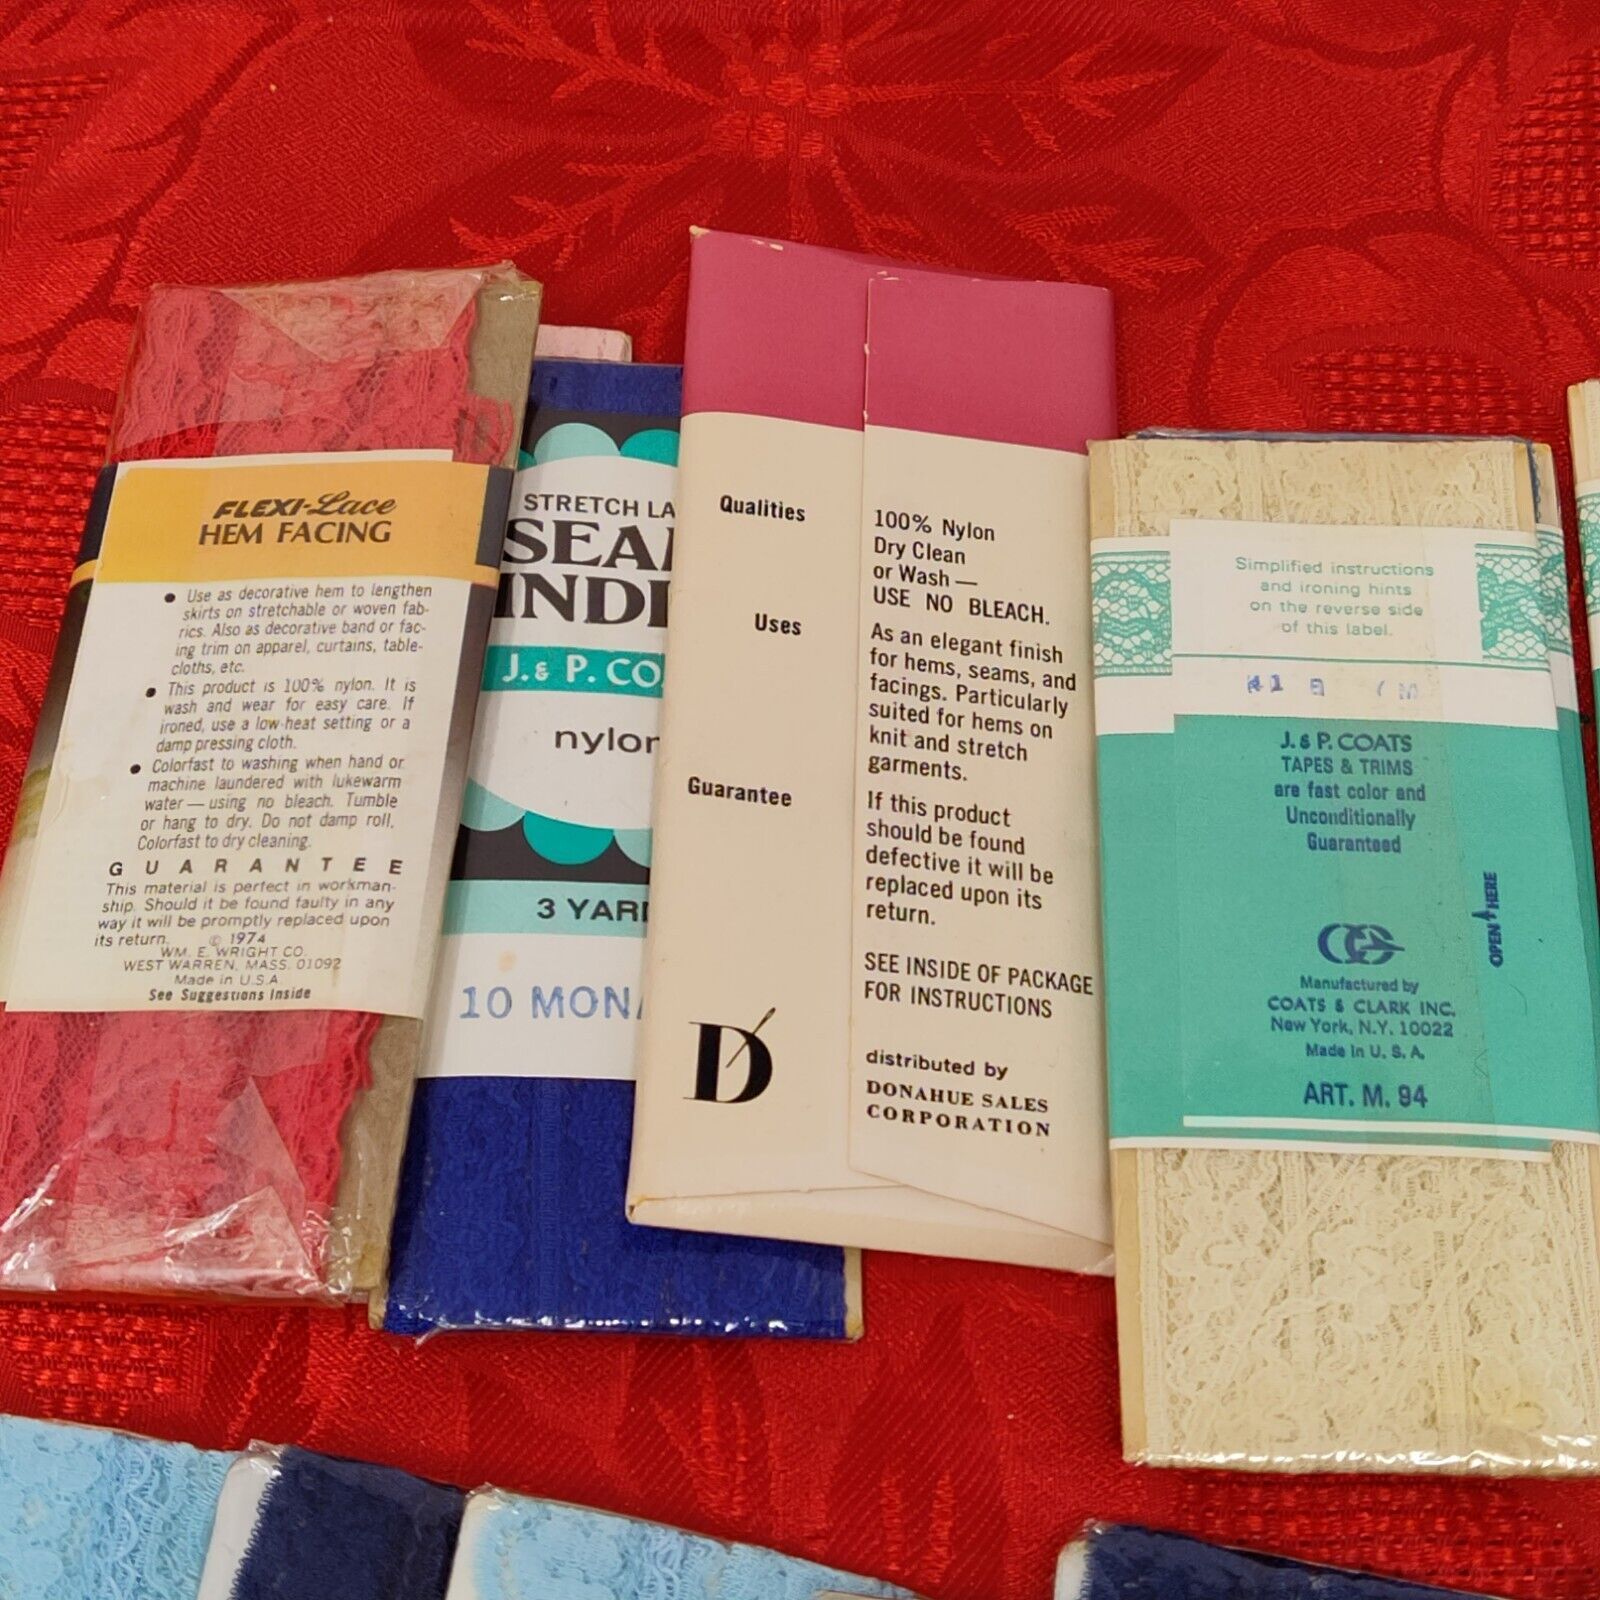 FLEXI-Lace
HEM FACING
● Use as decorative hem to lengthen
skirts on stretchable or woven fab-
rics. Also as decorative band or fac-
ing trim on apparel, curtains, table-
cloths, etc.
● This product is 100% nylon. It is
wash and wear for easy care. If
ironed, use a low-heat setting or a
damp pressing cloth.
● Colorfast to washing when hand or
machine laundered with lukewarm
water — using no bleach. Tumble
or hang to dry. Do not damp roll.
Colorfast to dry cleaning.
GUARANTEE
This material is perfect in workman-
ship. Should it be found faulty in any
way it will be promptly replaced upon
its return. © 1974
WM. E. WRIGHT CO.
WEST WARREN, MASS. 01092
Made in U.S.A.
See Suggestions Inside
STRETCH LA
SEA
INDI
J. & P. CO
nylon
3 YAR
10 MONA
Qualities
100% Nylon
Dry Clean
or Wash —
USE NO BLEACH.
Uses
As an elegant finish
for hems, seams, and
facings. Particularly
suited for hems on
knit and stretch
garments.
Guarantee
If this product
should be found
defective it will be
replaced upon its
return.
SEE INSIDE OF PACKAGE
FOR INSTRUCTIONS
D
distributed by
DONAHUE SALES
CORPORATION
Simplified instructions
and ironing hints
on the reverse side
of this label.
J. & P. COATS
TAPES & TRIMS
are fast color and
Unconditionally
Guaranteed
OPEN HERE
Manufactured by
COATS & CLARK INC.
New York, N.Y. 10022
Made in U.S.A.
ART. M. 94